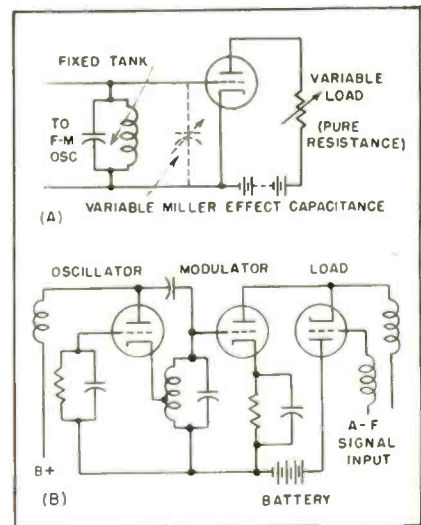 FIXED TANK
TO
F-M
OSC
VARIABLE
LOAD
(PURE
RESISTANCE)
VARIABLE MILLER EFFECT CAPACITANCE
(A)
OSCILLATOR
MODULATOR
LOAD
B+
A-F
SIGNAL
INPUT
BATTERY
(B)